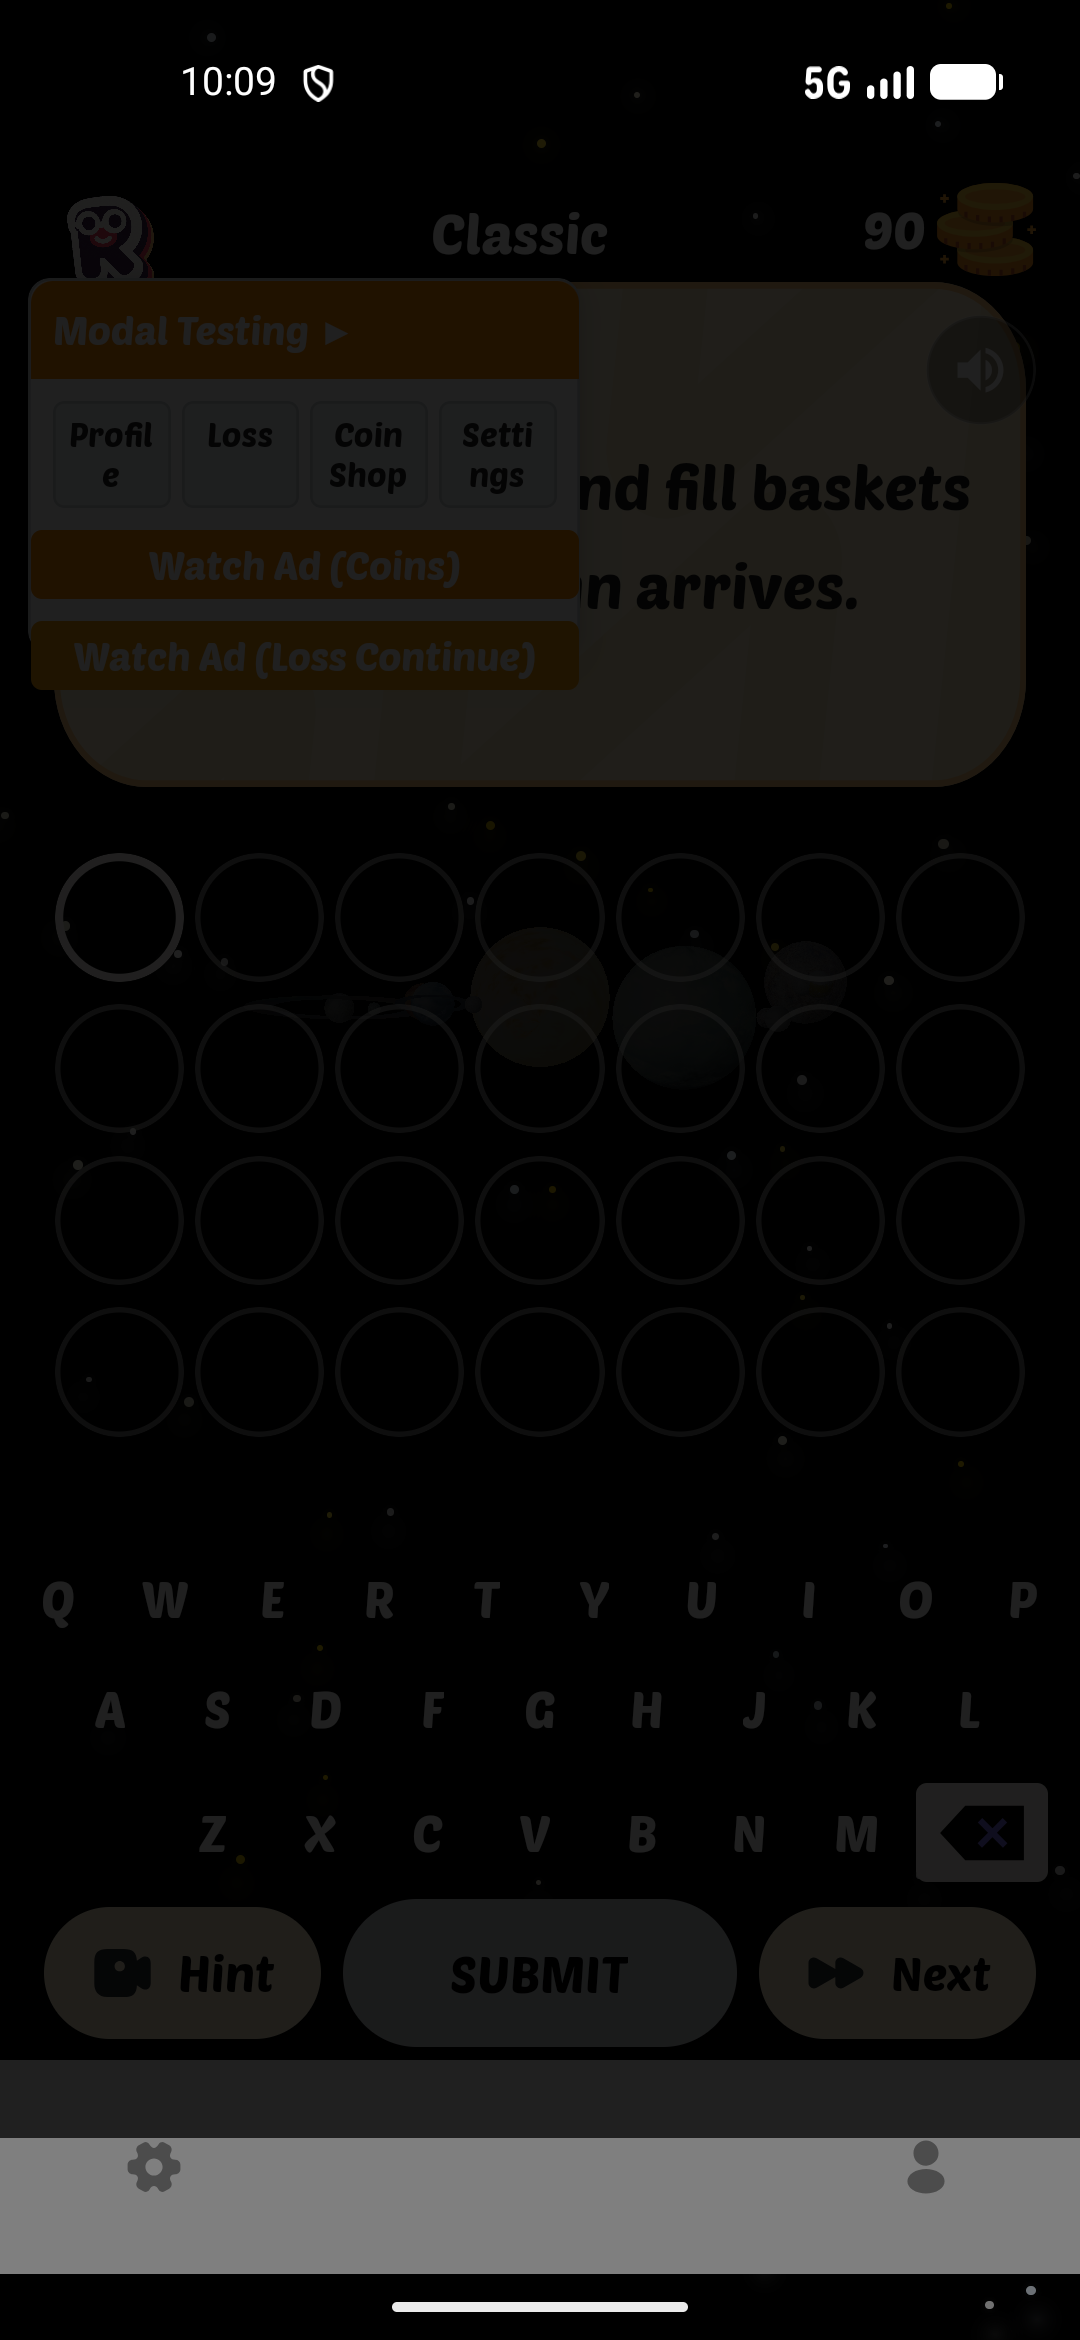 10:09
5G
Classic
90
Modal Testing ►
Profil
e
Loss
Coin
Shop
Setti
ngs
nd fill baskets
Watch Ad (Coins)
n arrives.
Watch Ad (Loss Continue)
Q W E R T Y U I O P
A S D F G H J K L
Z X C V B N M
Hint
SUBMIT
Next